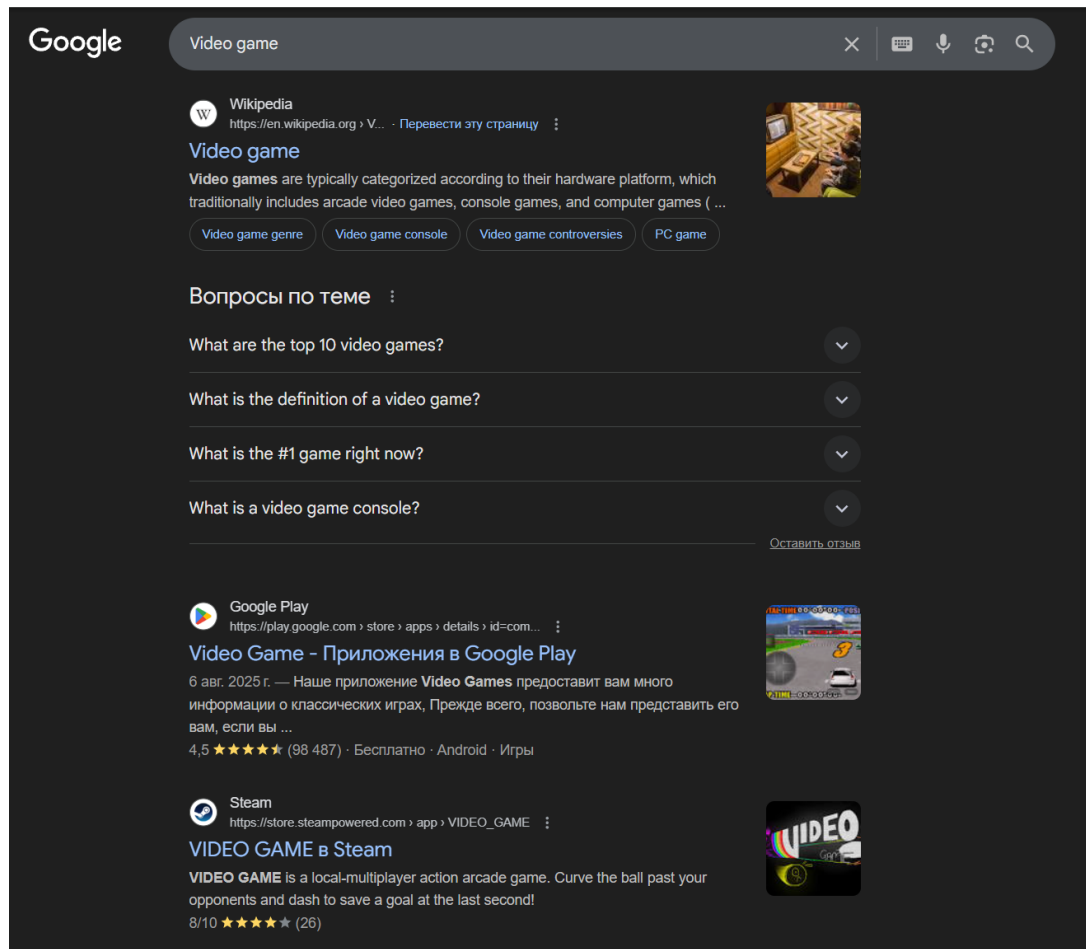 Google
Video game
Wikipedia
https://en.wikipedia.org › V... · Перевести эту страницу
Video game
Video games are typically categorized according to their hardware platform, which
traditionally includes arcade video games, console games, and computer games ( ...
Video game genre
Video game console
Video game controversies
PC game
Вопросы по теме
What are the top 10 video games?
What is the definition of a video game?
What is the #1 game right now?
What is a video game console?
Оставить отзыв
Google Play
https://play.google.com › store › apps › details › id=com...
Video Game - Приложения в Google Play
6 авг. 2025 г. — Наше приложение Video Games предоставит вам много
информации о классических играх, Прежде всего, позвольте нам представить его
вам, если вы ...
4,5 ★★★★★ (98 487) · Бесплатно · Android · Игры
Steam
https://store.steampowered.com › app › VIDEO_GAME
VIDEO GAME в Steam
VIDEO GAME is a local-multiplayer action arcade game. Curve the ball past your
opponents and dash to save a goal at the last second!
8/10 ★★★★★ (26)
VIDEO
GAME